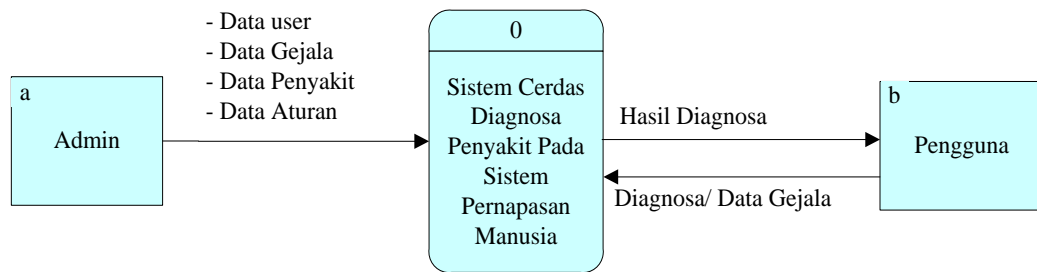 a
Admin
- Data user
- Data Gejala
- Data Penyakit
- Data Aturan
0
Sistem Cerdas
Diagnosa
Penyakit Pada
Sistem
Pernapasan
Manusia
Hasil Diagnosa
Diagnosa/ Data Gejala
b
Pengguna